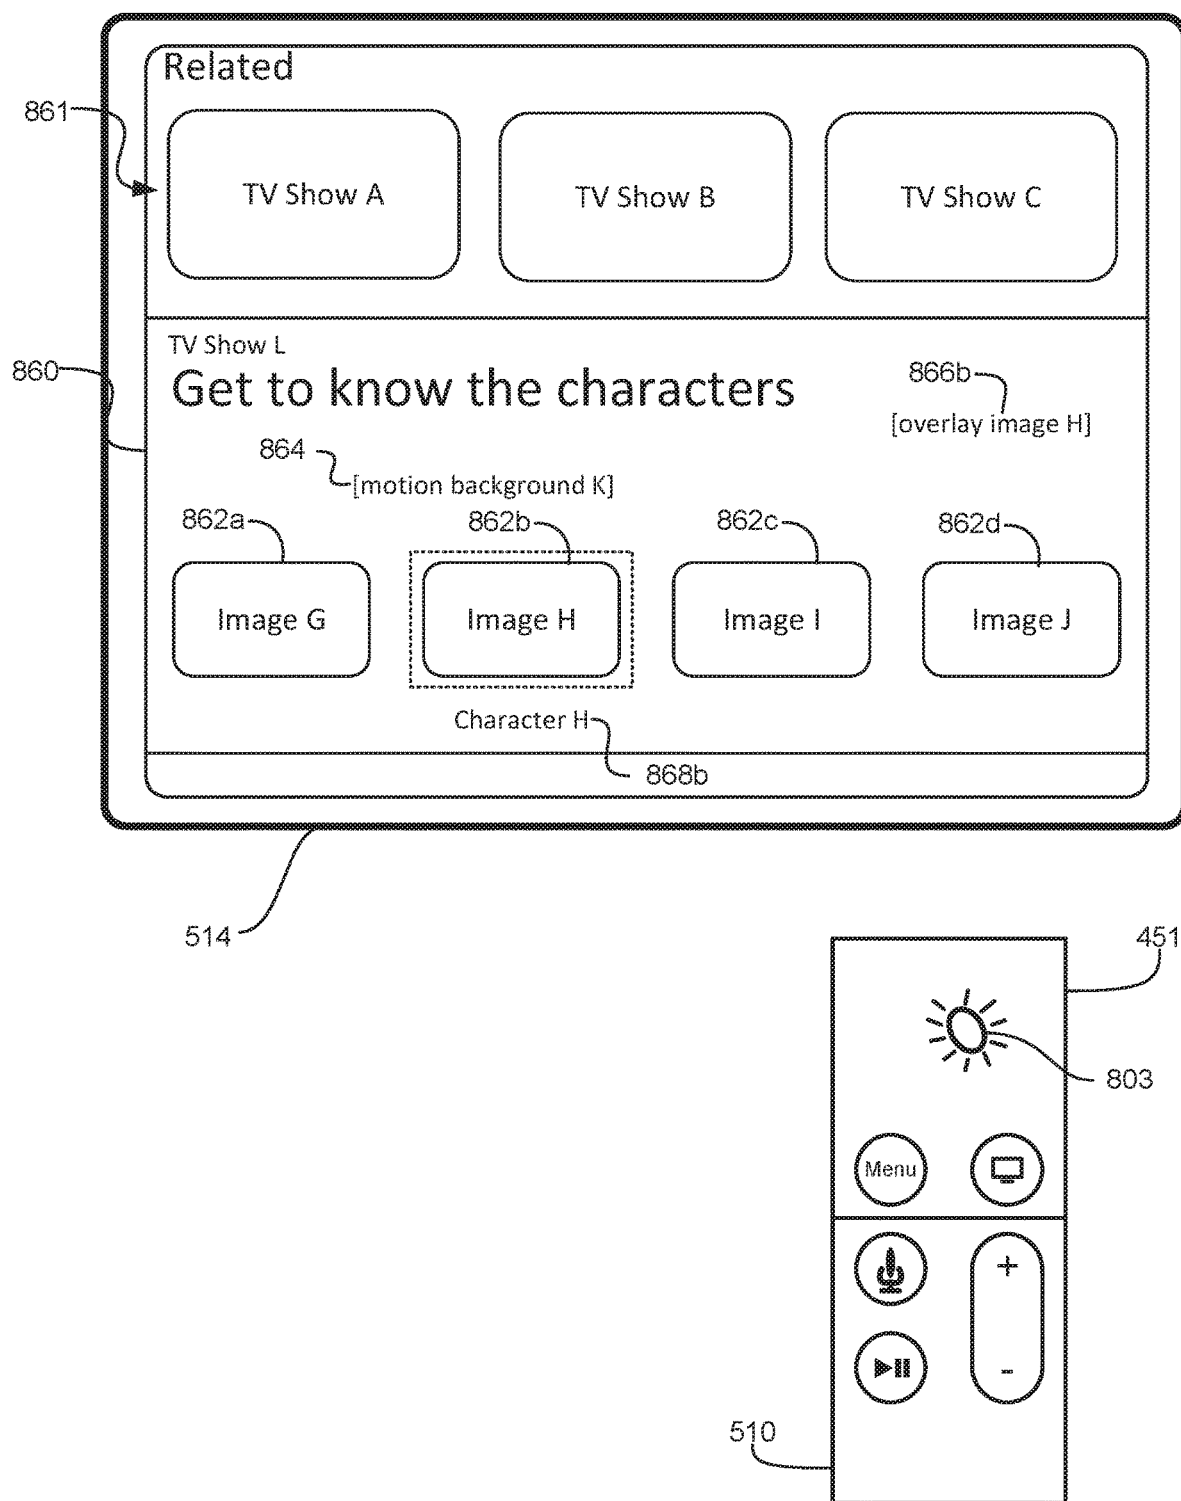 Related
861
TV Show A
TV Show B
TV Show C
TV Show L
860
Get to know the characters
866b
[overlay image H]
864
[motion background K]
862a
862b
862c
862d
Image G
Image H
Image I
Image J
Character H
868b
514
451
803
Menu
+
-
510